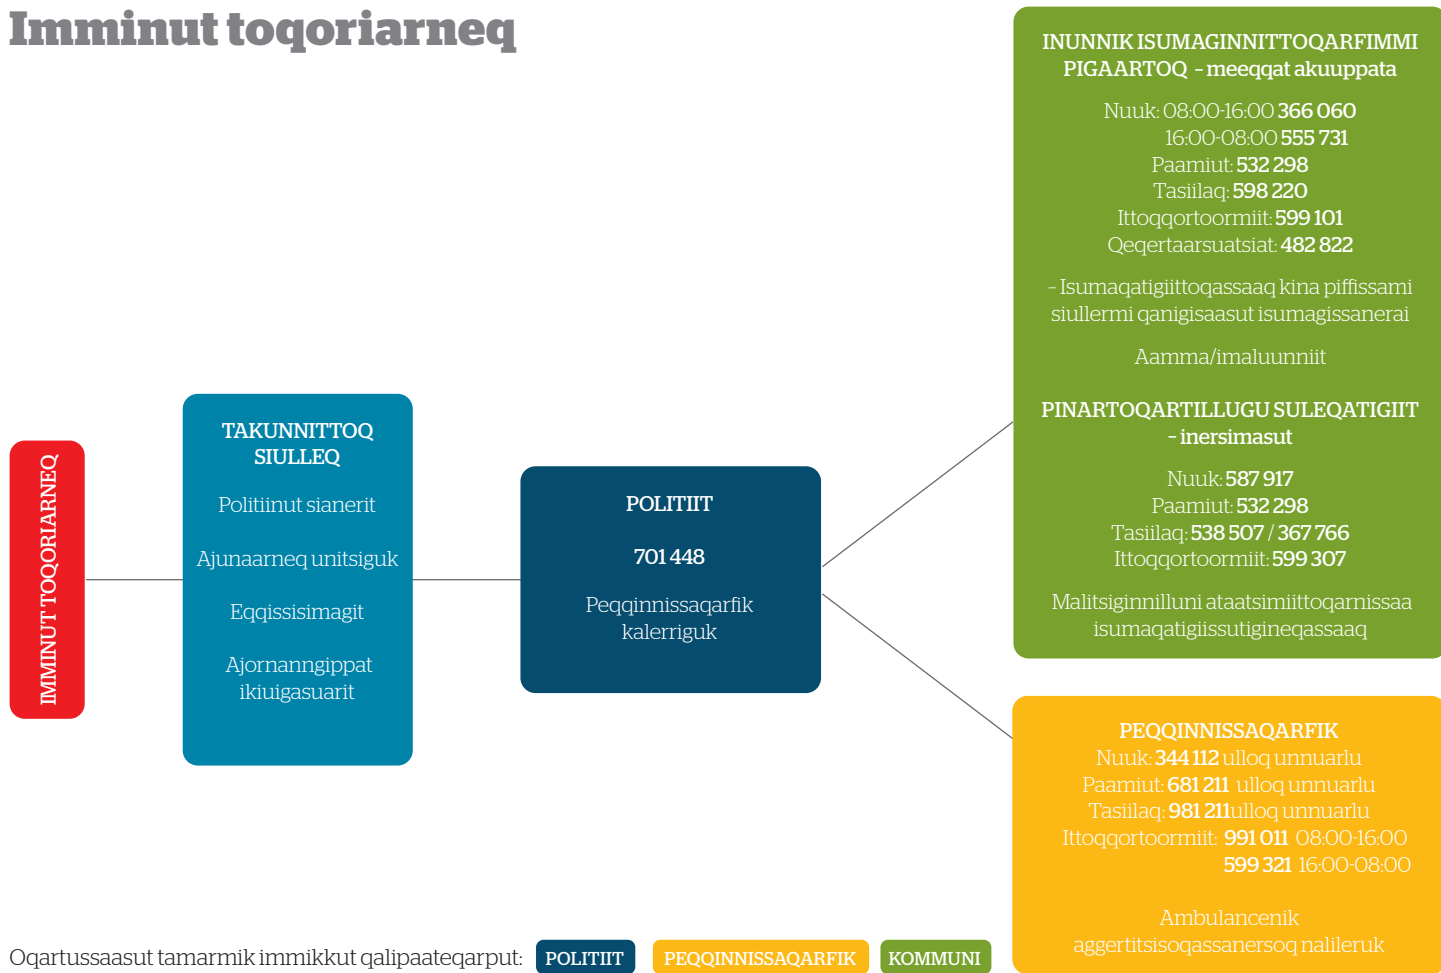 Imminut toqoriarneq
IMMINUT TOQORIARNEQ
TAKUNNITTOQ
SIULLEQ
Politiinut sianerit
Ajunaarneq unitsiguk
Eqqissisimagit
Ajornanngippat
ikiuigasuarit
POLITIIT
701 448
Peqqinnissaqarfik
kalerriguk
INUNNIK ISUMAGINNITTOQARFIMMI
PIGAARTOQ – meeqqat akuuppata
Nuuk: 08:00-16:00 366 060
16:00-08:00 555 731
Paamiut: 532 298
Tasiilaq: 598 220
Ittoqqortoormiit: 599 101
Qeqertaarsuatsiat: 482 822
– Isumaqatigiittoqassaaq kina piffissami
siullermi qanigisaasut isumagissanerai
Aamma/imaluunniit
PINARTOQARTILLUGU SULEQATIGIIT
– inersimasut
Nuuk: 587 917
Paamiut: 532 298
Tasiilaq: 538 507 / 367 766
Ittoqqortoormiit: 599 307
Malitsiginnilluni ataatsimiittoqarnissaa
isumaqatigiissutigineqassaaq
PEQQINNISSAQARFIK
Nuuk: 344 112 ulloq unnuarlu
Paamiut: 681 211 ulloq unnuarlu
Tasiilaq: 981 211ulloq unnuarlu
Ittoqqortoormiit: 991 011 08:00-16:00
599 321 16:00-08:00
Ambulancenik
aggertitsisoqassanersoq nalileruk
Oqartussaasut tamarmik immikkut qalipaateqarput: POLITIIT PEQQINNISSAQARFIK KOMMUNI